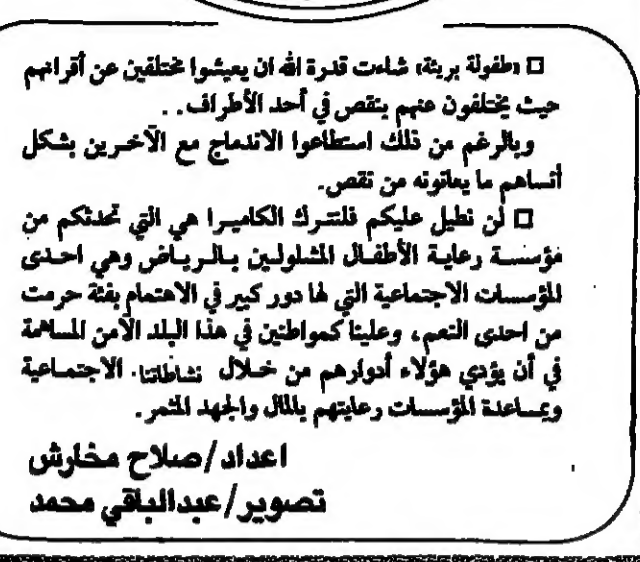 □ «طفولة بريئة» شاءت قدرة الله ان يعيشوا مختلفين عن أقرانهم
حيث يختلفون عنهم بنقص في أحد الأطراف. .
وبالرغم من ذلك استطاعوا الاندماج مع الآخرين بشكل
أنساهم ما يعانونه من نقص.
□ لن نطيل عليكم فلنترك الكاميرا هي التي تحدثكم من
مؤسسة رعاية الأطفال المشلولين بالرياض وهي احدى
المؤسسات الاجتماعية التي لها دور كبير في الاهتمام بفئة حرمت
من احدى النعم، وعلينا كمواطنين في هذا البلد الآمن المساهمة
في أن يؤدي هؤلاء أدوارهم من خلال نشاطاتنا الاجتماعية
وبمساعدة المؤسسات رعايتهم بالمال والجهد المثمر.
اعداد/صلاح مخارش
تصوير/عبدالباقي محمد